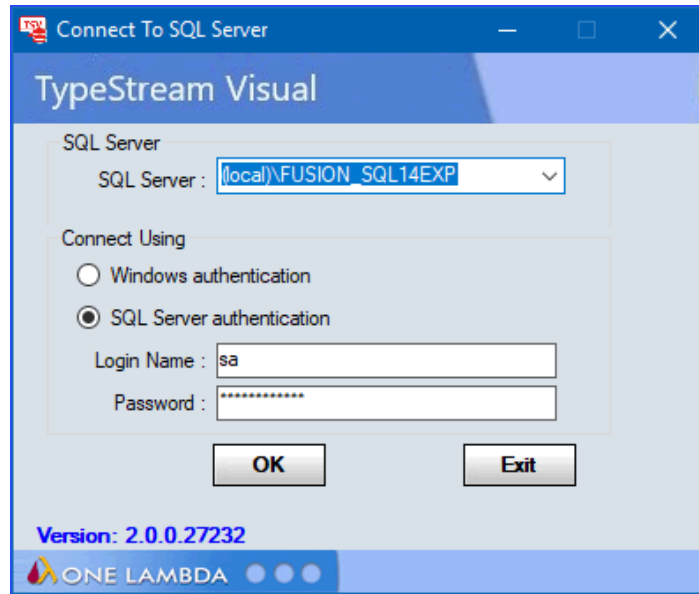 TSV Connect To SQL Server
TypeStream Visual
SQL Server
SQL Server : (local)\FUSION_SQL14EXP
Connect Using
Windows authentication
SQL Server authentication
Login Name : sa
Password : ************
OK Exit
Version: 2.0.0.27232
ONE LAMBDA